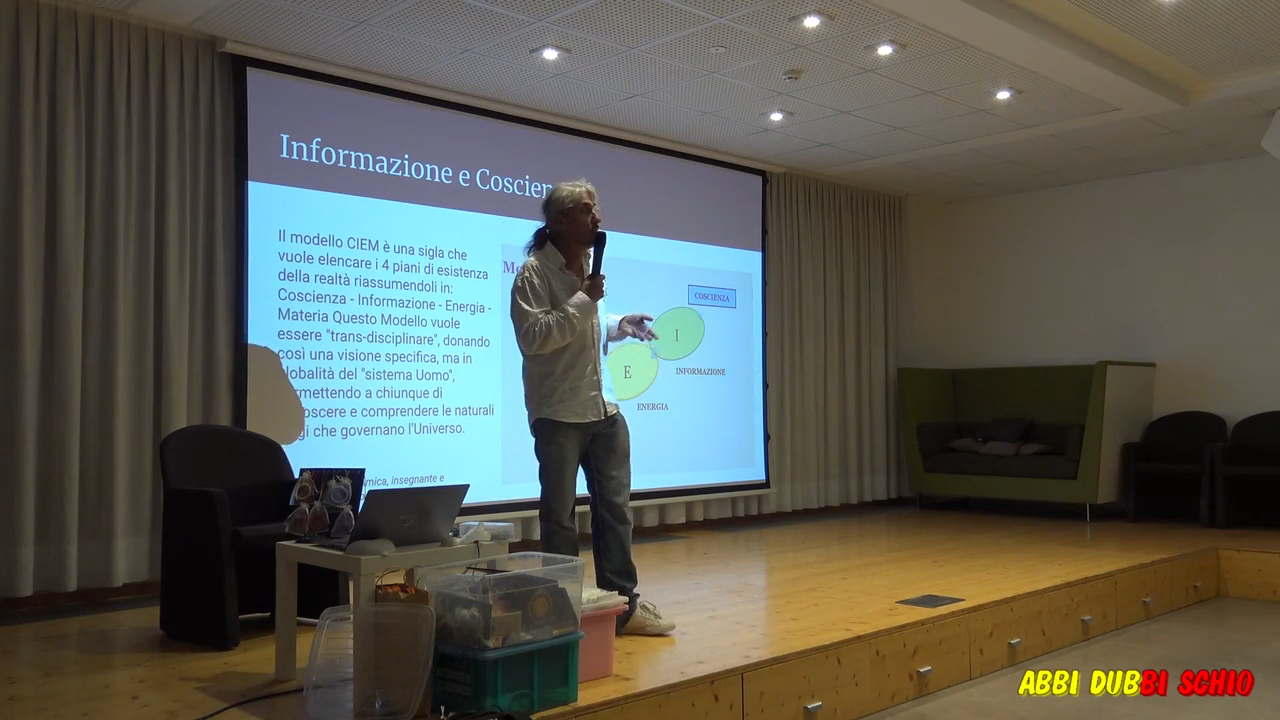 Informazione e Coscien
Il modello CIEM è una sigla che
vuole elencare i 4 piani di esistenza
della realtà riassumendoli in:
Coscienza - Informazione - Energia -
Materia Questo Modello vuole
essere "trans-disciplinare", donando
così una visione specifica, ma in
globalità del "sistema Uomo",
rmettendo a chiunque di
oscere e comprendere le naturali
gi che governano l'Universo.
mica, insegnante e
Mo
COSCIENZA
I
INFORMAZIONE
E
ENERGIA
ABBI DUBBI SCHIO